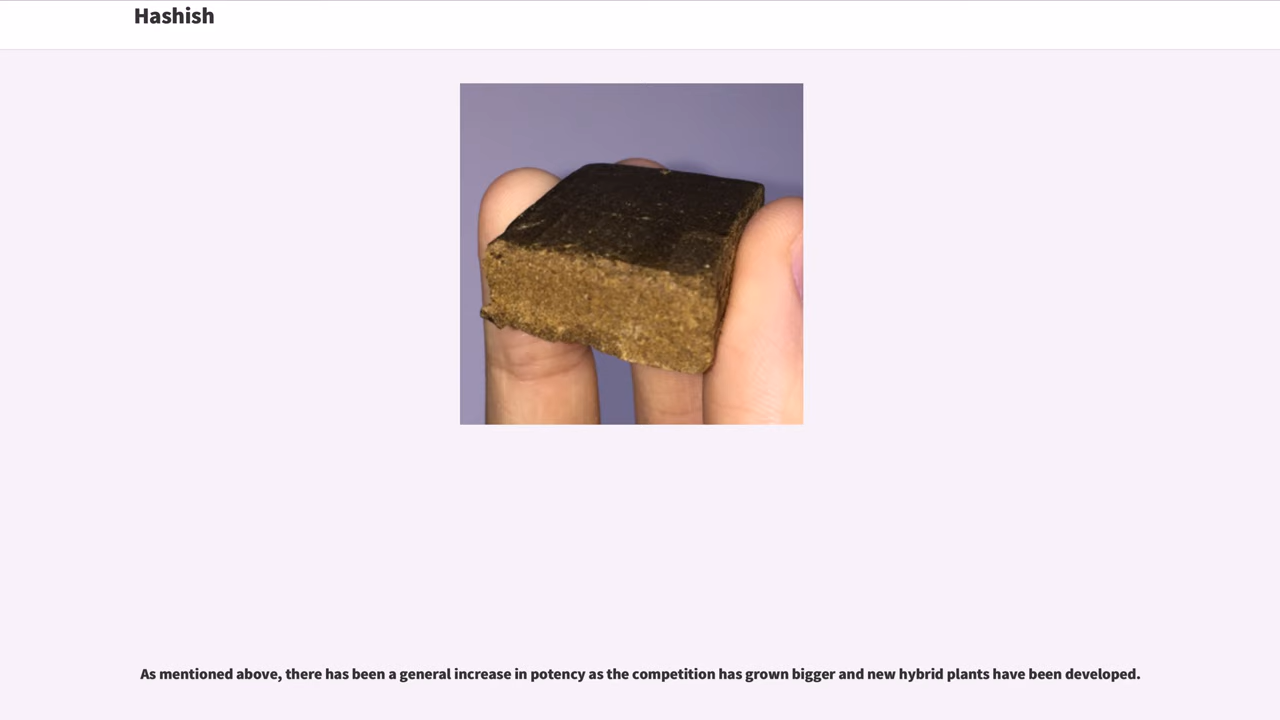 Hashish
As mentioned above, there has been a general increase in potency as the competition has grown bigger and new hybrid plants have been developed.